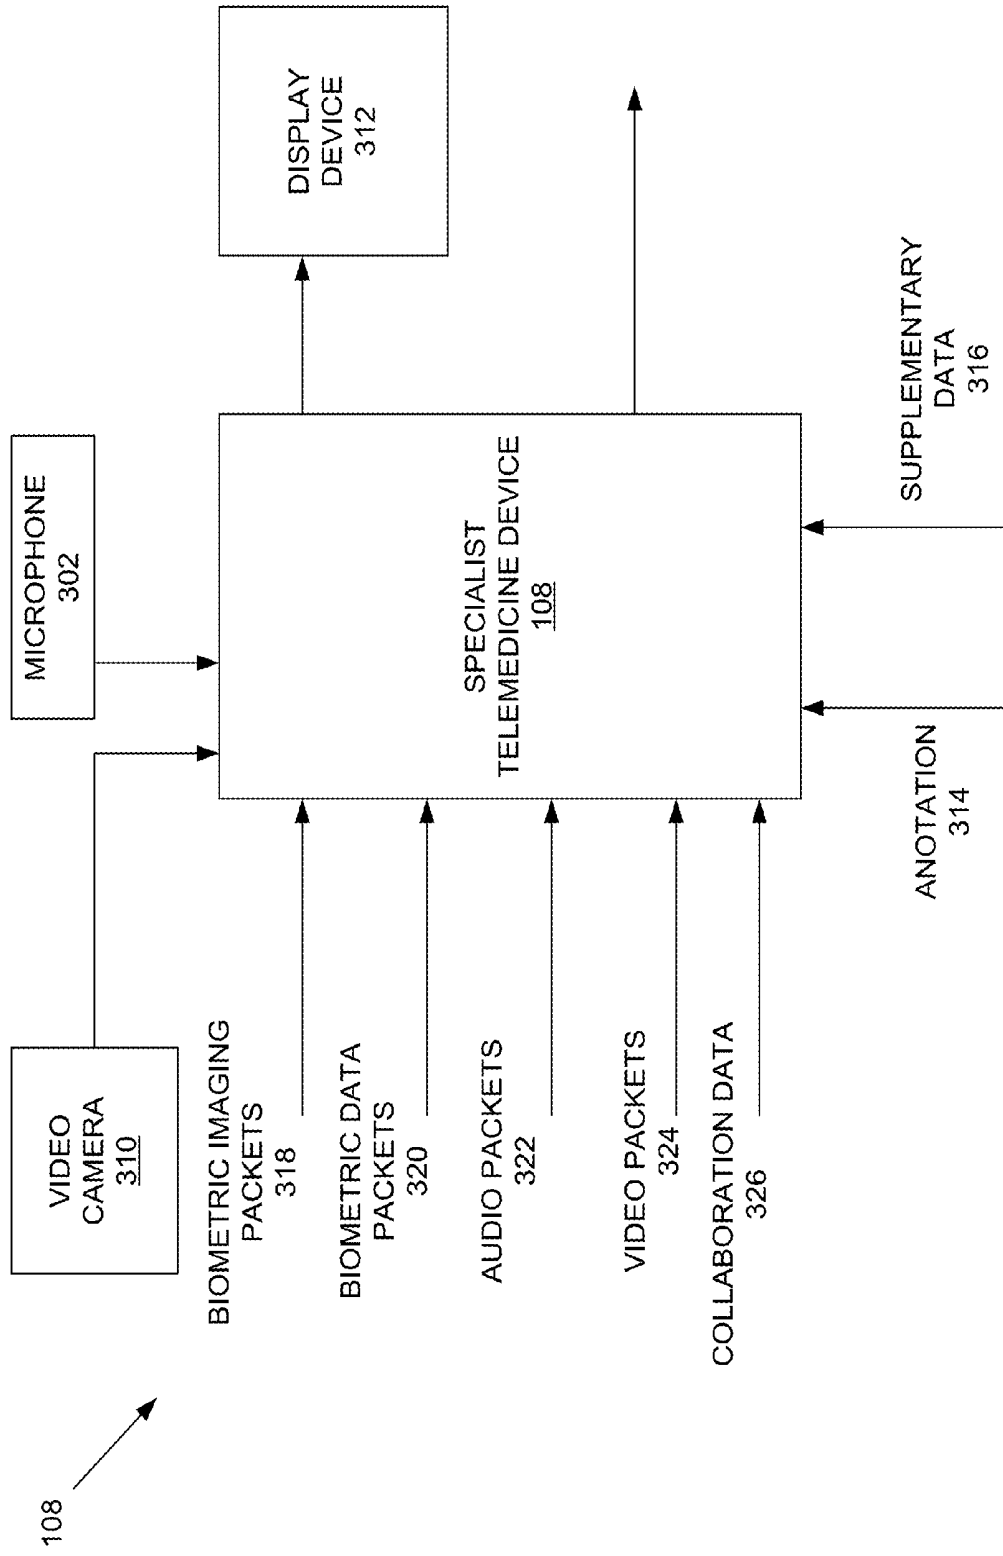 VIDEO
CAMERA
310
MICROPHONE
302
DISPLAY
DEVICE
312
BIOMETRIC IMAGING
PACKETS
318
BIOMETRIC DATA
PACKETS
320
AUDIO PACKETS
322
VIDEO PACKETS
324
COLLABORATION DATA
326
SPECIALIST
TELEMEDICINE DEVICE
108
ANOTATION
314
SUPPLEMENTARY
DATA
316
108